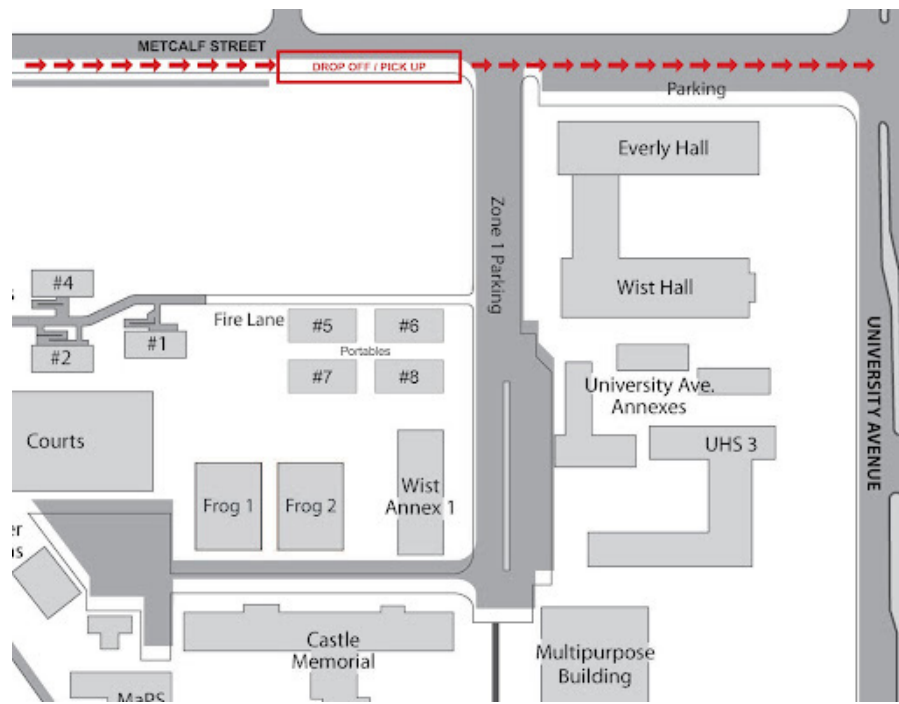 METCALF STREET
DROP OFF / PICK UP
Parking
Everly Hall
Zone 1 Parking
Wist Hall
#4
Fire Lane
#5
#6
#1
#2
Portables
#7
#8
University Ave.
Annexes
UNIVERSITY AVENUE
Courts
UHS 3
Frog 1
Frog 2
Wist
Annex 1
Castle
Memorial
Multipurpose
Building
MaPS